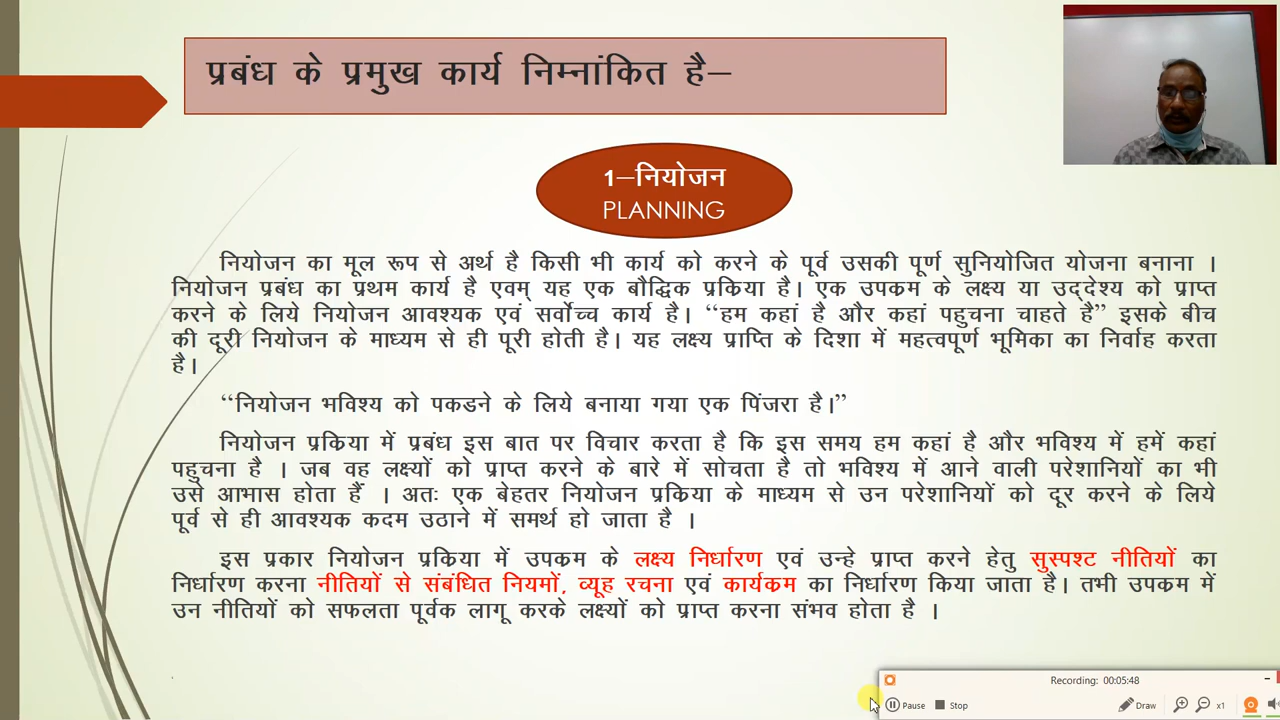 प्रबंध के प्रमुख कार्य निम्नांकित है–
1–नियोजन
PLANNING
नियोजन का मूल रूप से अर्थ है किसी भी कार्य को करने के पूर्व उसकी पूर्ण सुनियोजित योजना बनाना ।
नियोजन प्रबंध का प्रथम कार्य है एवम् यह एक बौद्धिक प्रक्रिया है। एक उपक्रम के लक्ष्य या उद्देश्य को प्राप्त
करने के लिये नियोजन आवश्यक एवं सर्वोच्च कार्य है। ‘‘हम कहां है और कहां पहुचना चाहते है’’ इसके बीच
की दूरी नियोजन के माध्यम से ही पूरी होती है। यह लक्ष्य प्राप्ति के दिशा में महत्वपूर्ण भूमिका का निर्वाह करता
है।
‘‘नियोजन भविश्य को पकडने के लिये बनाया गया एक पिंजरा है।’’
नियोजन प्रकिया में प्रबंध इस बात पर विचार करता है कि इस समय हम कहां है और भविश्य में हमें कहां
पहुचना है । जब वह लक्ष्यों को प्राप्त करने के बारे में सोचता है तो भविश्य में आने वाली परेशानियों का भी
उसे आभास होता हैं । अतः एक बेहतर नियोजन प्रक्रिया के माध्यम से उन परेशानियों को दूर करने के लिये
पूर्व से ही आवश्यक कदम उठाने में समर्थ हो जाता है ।
इस प्रकार नियोजन प्रक्रिया में उपक्रम के लक्ष्य निर्धारण एवं उन्हे प्राप्त करने हेतु सुस्पश्ट नीतियों का
निर्धारण करना नीतियों से संबंधित नियमों, व्यूह रचना एवं कार्यक्रम का निर्धारण किया जाता है। तभी उपक्रम में
उन नीतियों को सफलता पूर्वक लागू करके लक्ष्यों को प्राप्त करना संभव होता है ।
Recording: 00:05:48
Pause Stop Draw x1